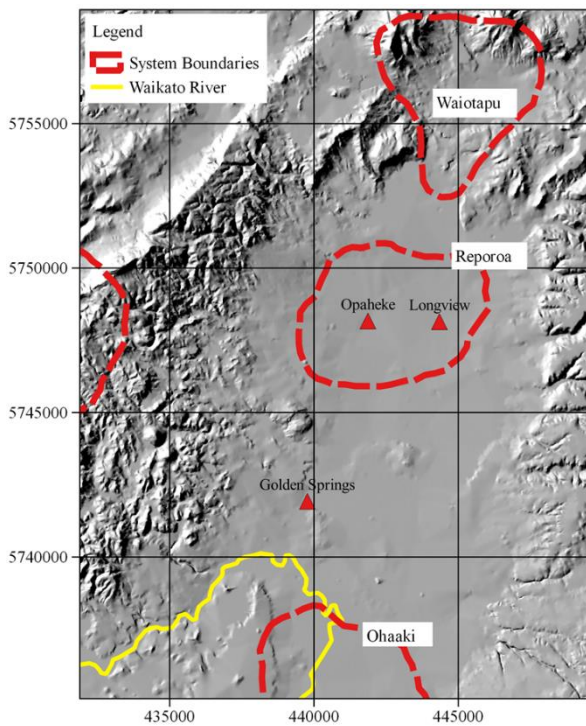 Legend
System Boundaries
Waikato River
Waiotapu
5755000
Reporoa
5750000
Opaheke Longview
5745000
Golden Springs
5740000
Ohaaki
435000 440000 445000